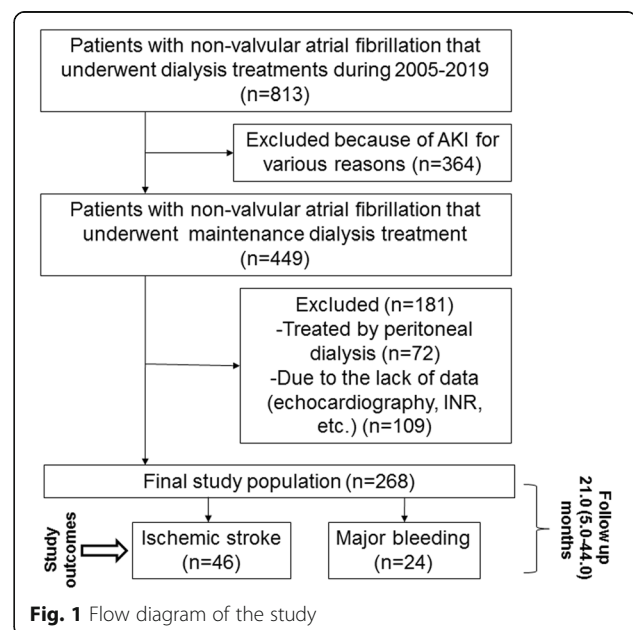 Patients with non-valvular atrial fibrillation that
underwent dialysis treatments during 2005-2019
(n=813)
Excluded because of AKI for
various reasons (n=364)
Patients with non-valvular atrial fibrillation that
underwent maintenance dialysis treatment
(n=449)
Excluded (n=181)
-Treated by peritoneal
dialysis (n=72)
-Due to the lack of data
(echocardiography, INR,
etc.) (n=109)
Final study population (n=268)
Study
outcomes
Ischemic stroke
(n=46)
Major bleeding
(n=24)
Follow up
21.0 (5.0-44.0)
months
Fig. 1 Flow diagram of the study